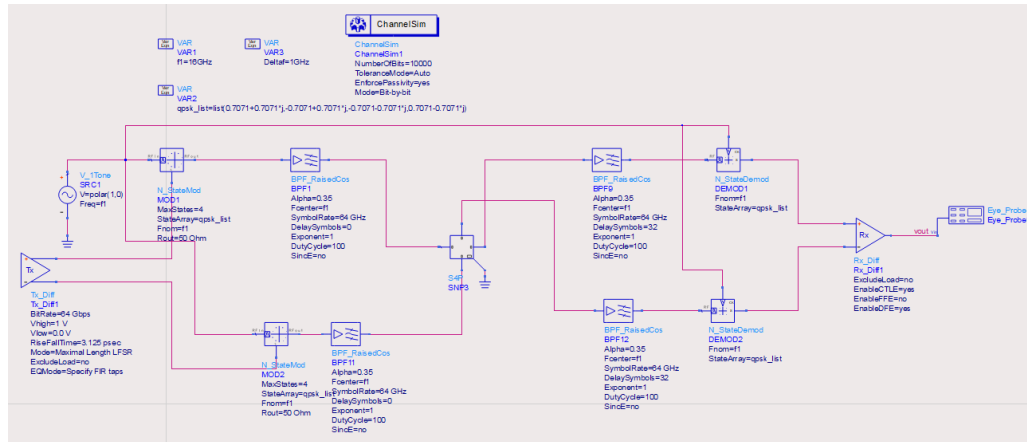 ChannelSim
VAR
VAR1
f1=16GHz
VAR
VAR3
Deltaf=1GHz
ChannelSim
ChannelSim1
NumberOfBits=10000
ToleranceMode=Auto
EnforcePassivity=yes
Mode=Bit-by-bit
VAR
VAR2
qpsk_list=list(0.7071+0.7071*j,-0.7071+0.7071*j,-0.7071-0.7071*j,0.7071-0.7071*j)
V_1Tone
SRC1
V=polar(1,0)
Freq=f1
N_StateMod
MOD1
MaxStates=4
StateArray=qpsk_list
Fnom=f1
Rout=50 Ohm
BPF_RaisedCos
BPF1
Alpha=0.35
Fcenter=f1
SymbolRate=64 GHz
DelaySymbols=0
Exponent=1
DutyCycle=100
SincE=no
BPF_RaisedCos
BPF9
Alpha=0.35
Fcenter=f1
SymbolRate=64 GHz
DelaySymbols=32
Exponent=1
DutyCycle=100
SincE=no
N_StateDemod
DEMOD1
Fnom=f1
StateArray=qpsk_list
Tx
Tx_Diff
Tx_Diff1
BitRate=64 Gbps
Vhigh=1 V
Vlow=0.0 V
RiseFallTime=3.125 psec
Mode=Maximal Length LFSR
ExcludeLoad=no
EQMode=Specify FIR taps
S4P
SNP3
Rx
vout
Eye_Probe
Eye_Probe
Rx_Diff
Rx_Diff1
ExcludeLoad=no
EnableCTLE=yes
EnableFFE=no
EnableDFE=yes
N_StateMod
MOD2
MaxStates=4
StateArray=qpsk_list
Fnom=f1
Rout=50 Ohm
BPF_RaisedCos
BPF11
Alpha=0.35
Fcenter=f1
SymbolRate=64 GHz
DelaySymbols=0
Exponent=1
DutyCycle=100
SincE=no
BPF_RaisedCos
BPF12
Alpha=0.35
Fcenter=f1
SymbolRate=64 GHz
DelaySymbols=32
Exponent=1
DutyCycle=100
SincE=no
N_StateDemod
DEMOD2
Fnom=f1
StateArray=qpsk_list